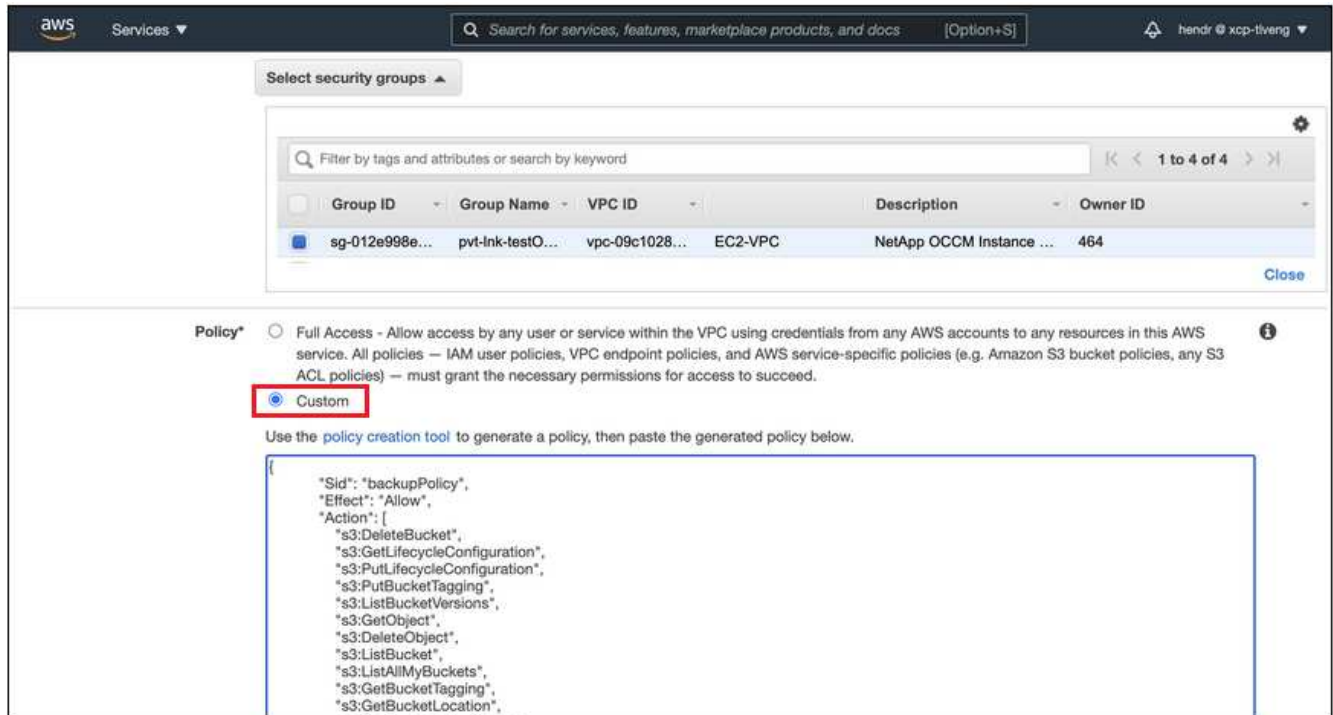 aws Services ▼ Search for services, features, marketplace products, and docs [Option+S] hendr @ xcp-tiveng ▼
Select security groups ▲
Filter by tags and attributes or search by keyword 1 to 4 of 4
Group ID Group Name VPC ID Description Owner ID
sg-012e998e... pvt-lnk-testO... vpc-09c1028... EC2-VPC NetApp OCCM Instance ... 464
Close
Policy* Full Access - Allow access by any user or service within the VPC using credentials from any AWS accounts to any resources in this AWS
service. All policies — IAM user policies, VPC endpoint policies, and AWS service-specific policies (e.g. Amazon S3 bucket policies, any S3
ACL policies) — must grant the necessary permissions for access to succeed.
Custom
Use the policy creation tool to generate a policy, then paste the generated policy below.
{
"Sid": "backupPolicy",
"Effect": "Allow",
"Action": [
"s3:DeleteBucket",
"s3:GetLifecycleConfiguration",
"s3:PutLifecycleConfiguration",
"s3:PutBucketTagging",
"s3:ListBucketVersions",
"s3:GetObject",
"s3:DeleteObject",
"s3:ListBucket",
"s3:ListAllMyBuckets",
"s3:GetBucketTagging",
"s3:GetBucketLocation",